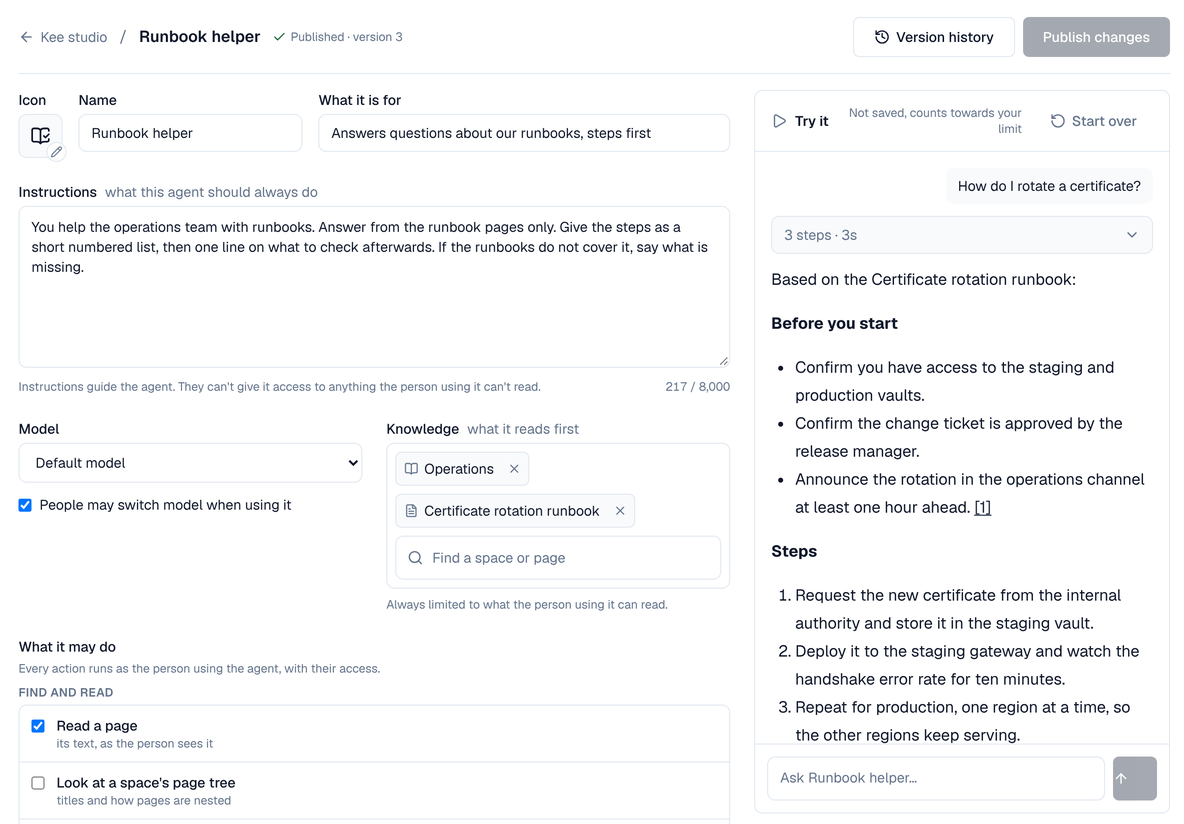 Kee studio / Runbook helper Published · version 3 Version history Publish changes
Icon Name What it is for
Runbook helper Answers questions about our runbooks, steps first
Instructions what this agent should always do
You help the operations team with runbooks. Answer from the runbook pages only. Give the steps as a
short numbered list, then one line on what to check afterwards. If the runbooks do not cover it, say what is
missing.
Instructions guide the agent. They can't give it access to anything the person using it can't read. 217 / 8,000
Model
Default model
People may switch model when using it
Knowledge what it reads first
Operations
Certificate rotation runbook
Find a space or page
Always limited to what the person using it can read.
What it may do
Every action runs as the person using the agent, with their access.
FIND AND READ
Read a page
its text, as the person sees it
Look at a space's page tree
titles and how pages are nested
Try it Not saved, counts towards your
limit
Start over
How do I rotate a certificate?
3 steps · 3s
Based on the Certificate rotation runbook:
Before you start
• Confirm you have access to the staging and
production vaults.
• Confirm the change ticket is approved by the
release manager.
• Announce the rotation in the operations channel
at least one hour ahead. [1]
Steps
1. Request the new certificate from the internal
authority and store it in the staging vault.
2. Deploy it to the staging gateway and watch the
handshake error rate for ten minutes.
3. Repeat for production, one region at a time, so
the other regions keep serving.
Ask Runbook helper…